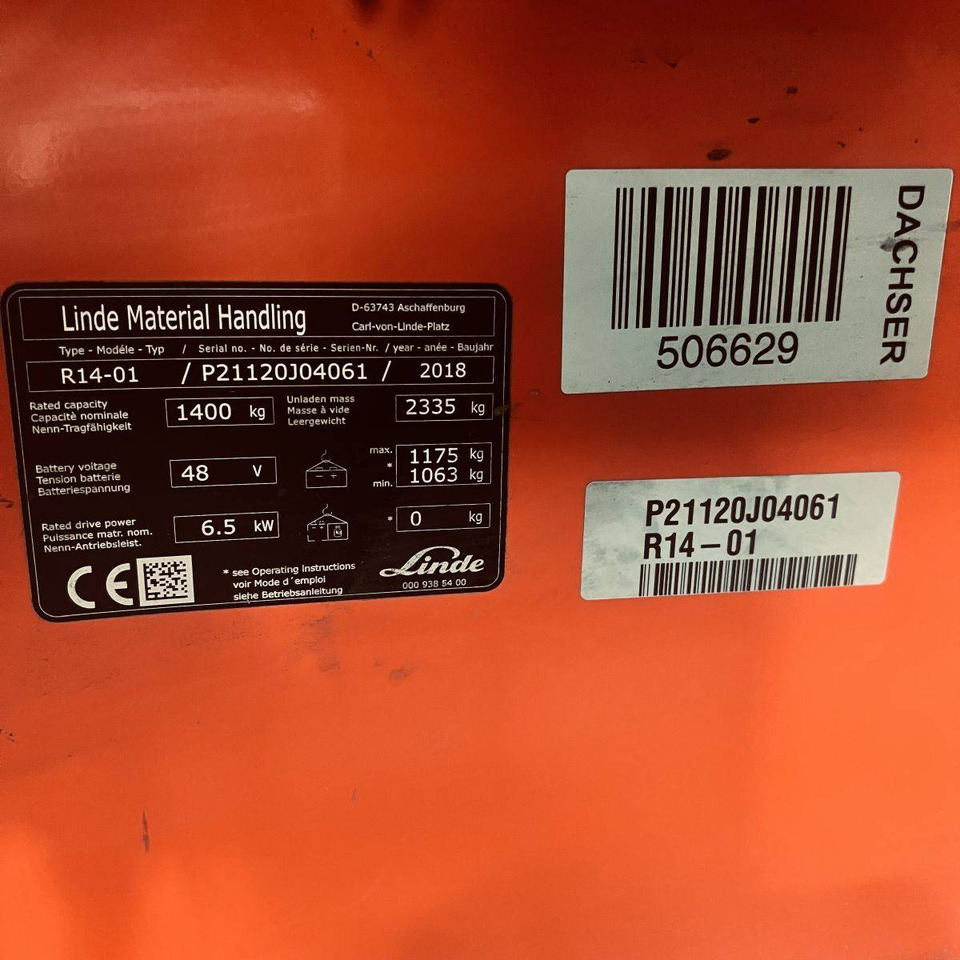 Linde Material Handling
D-63743 Aschaffenburg
Carl-von-Linde-Platz
Type - Modéle - Typ / Serial no. - No. de série - Serien-Nr. / year - anée - Baujahr
R14-01 / P21120J04061 / 2018
Rated capacity
Capacitè nominale
Nenn-Tragfähigkeit
1400 kg
Unladen mass
Masse à vide
Leergewicht
2335 kg
Battery voltage
Tension batterie
Batteriespannung
48 V
- +
max. 1175 kg
*
min. 1063 kg
Rated drive power
Puissance matr. nom.
Nenn-Antriebsleist.
6.5 kW
* 0 kg
CE
* see Operating instructions
voir Mode d´emploi
siehe Betriebsanleitung
Linde
000 938 54 00
DACHSER
506629
P21120J04061
R14-01